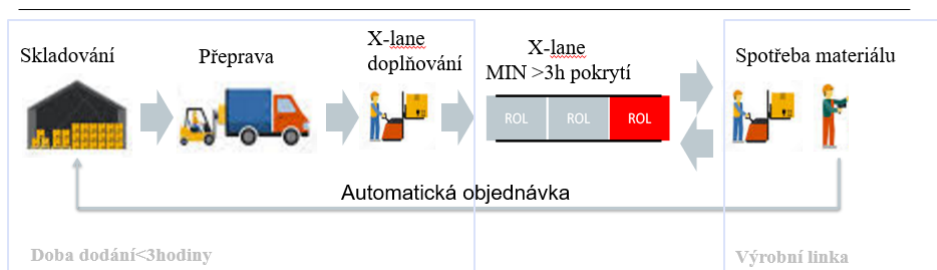 Skladování
Přeprava
X-lane
doplňování
X-lane
MIN >3h pokrytí
Spotřeba materiálu
ROL
ROL
ROL
Automatická objednávka
Doba dodání<3hodiny
Výrobní linka